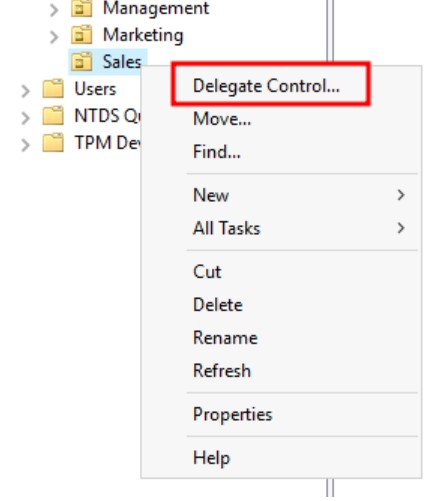 Management
Marketing
Sales
Users
NTDS
TPM
Delegate Control...
Move...
Find...
New
All Tasks
Cut
Delete
Rename
Refresh
Properties
Help